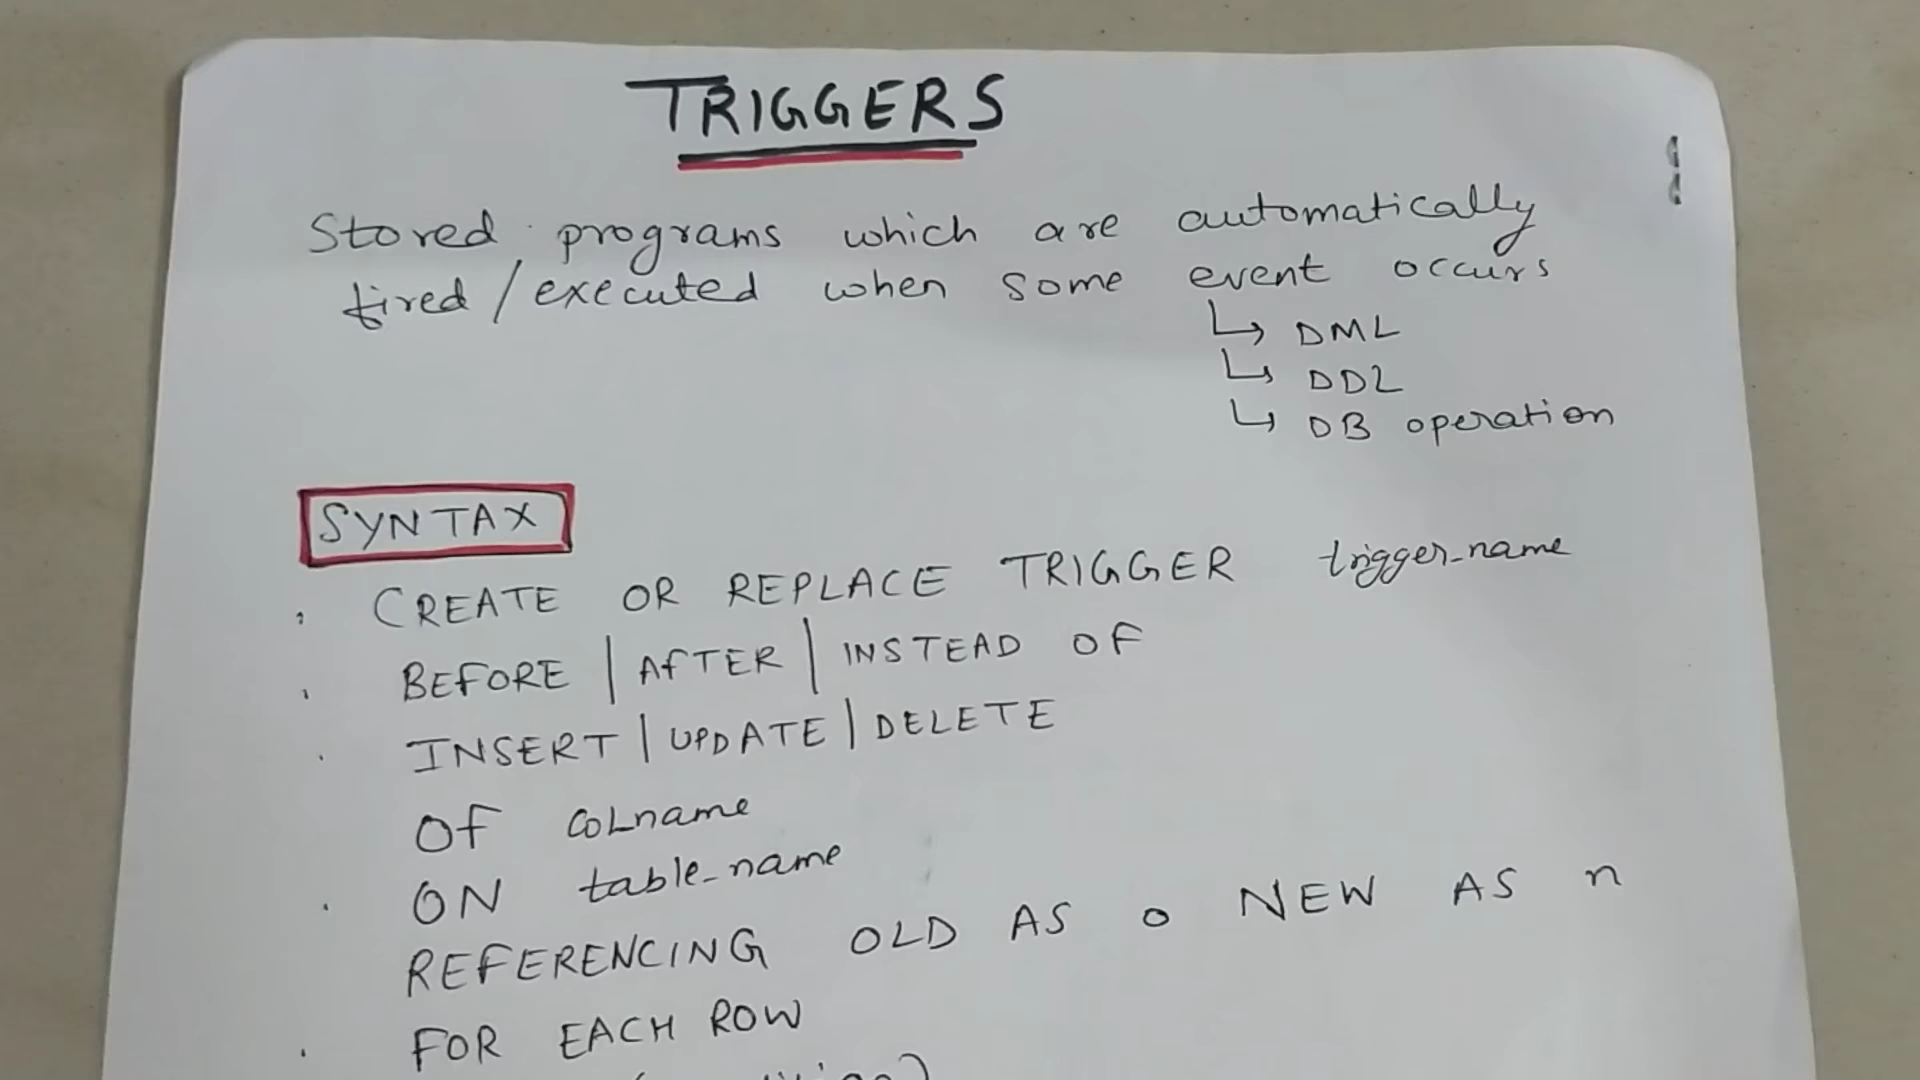 TRIGGERS
Stored programs which are automatically
fired/executed when some event occurs
↳ DML
↳ DDL
↳ DB operation
SYNTAX
CREATE OR REPLACE TRIGGER trigger_name
BEFORE | AFTER | INSTEAD OF
INSERT | UPDATE | DELETE
OF colname
ON table_name
REFERENCING OLD AS o NEW AS n
FOR EACH ROW